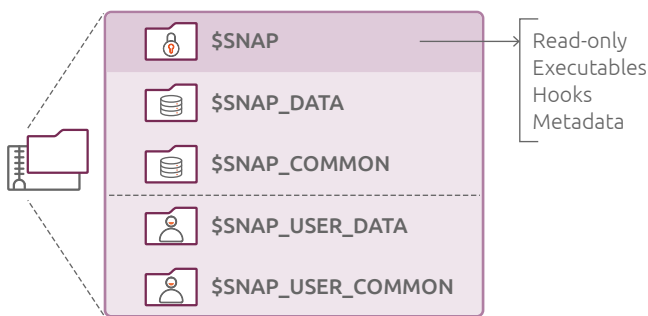 $SNAP
$SNAP_DATA
$SNAP_COMMON
$SNAP_USER_DATA
$SNAP_USER_COMMON
Read-only
Executables
Hooks
Metadata